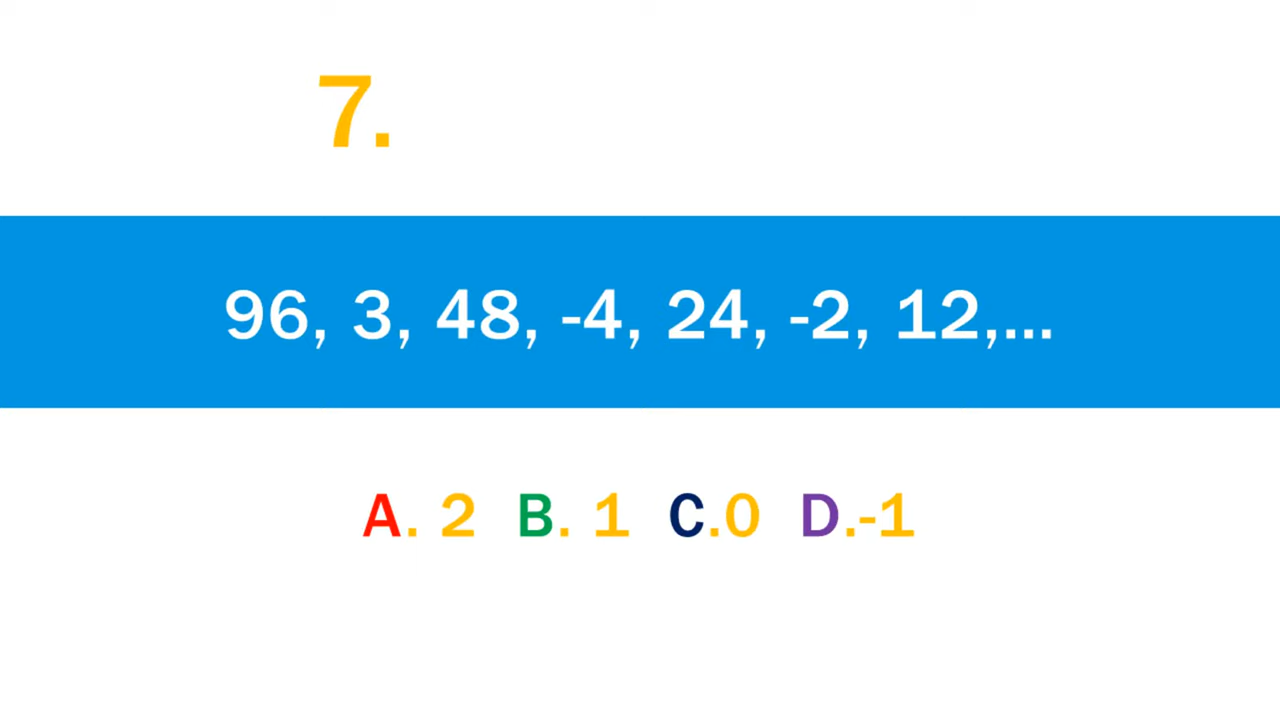 7.
96, 3, 48, -4, 24, -2, 12,...
A. 2 B. 1 C.0 D.-1